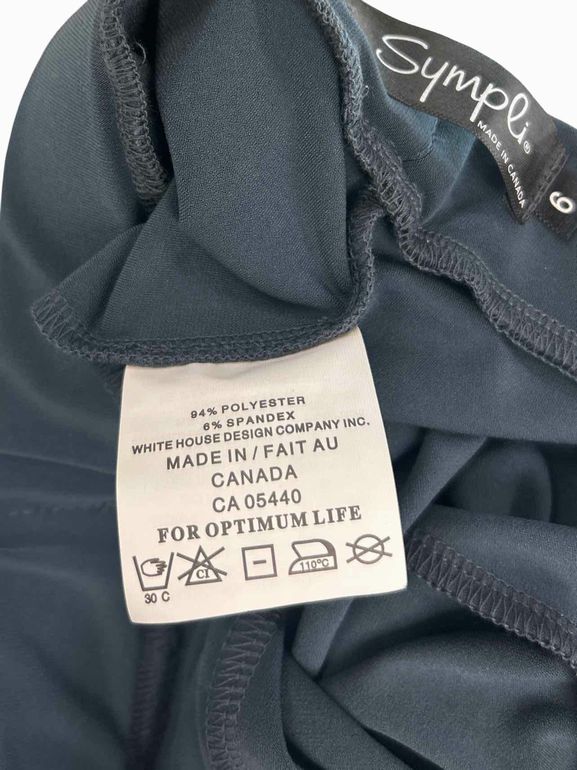 Sympli®
MADE IN CANADA
6
94% POLYESTER
6% SPANDEX
WHITE HOUSE DESIGN COMPANY INC.
MADE IN / FAIT AU
CANADA
CA 05440
FOR OPTIMUM LIFE
CI
110°C
30 C